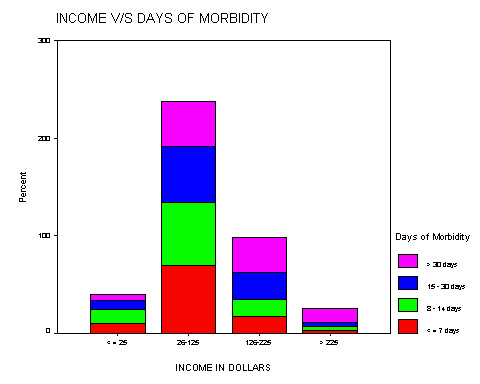 INCOME V/S DAYS OF MORBIDITY
300
200
100
0
Percent
< = 25
26-125
126-225
> 225
INCOME IN DOLLARS
Days of Morbidity
> 30 days
15 - 30 days
8 - 14 days
< = 7 days